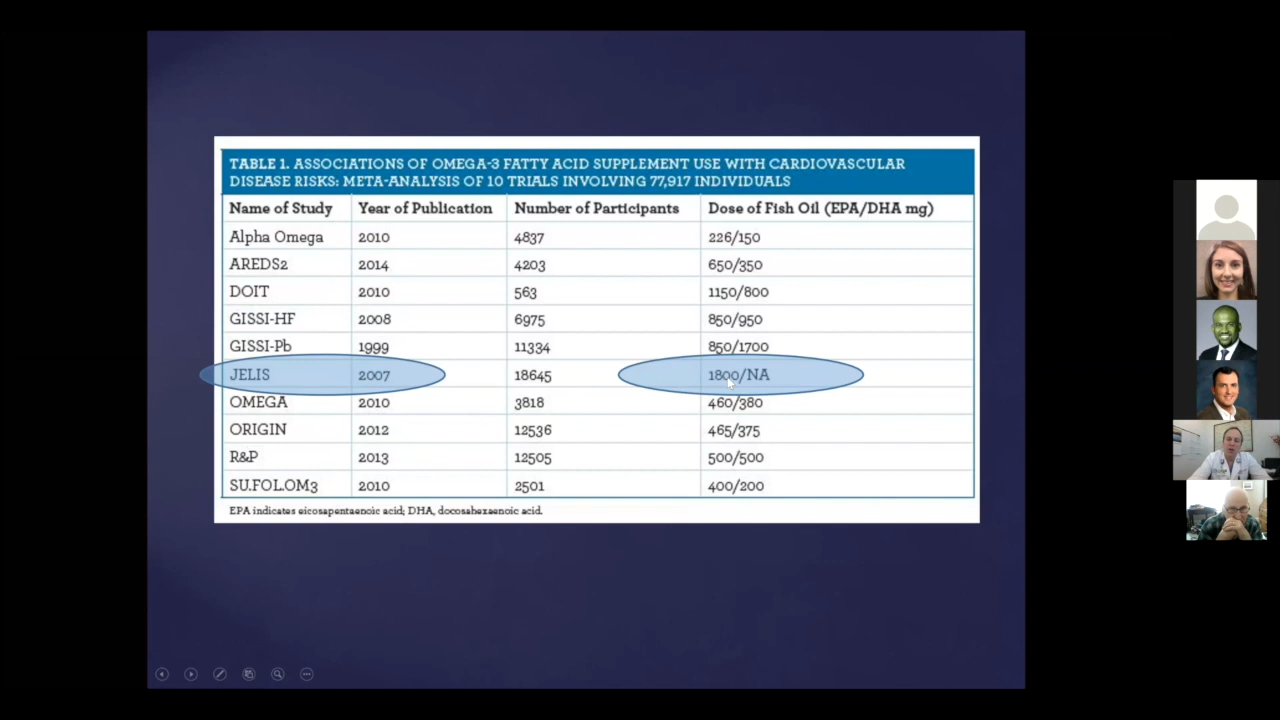 TABLE 1. ASSOCIATIONS OF OMEGA-3 FATTY ACID SUPPLEMENT USE WITH CARDIOVASCULAR
DISEASE RISKS: META-ANALYSIS OF 10 TRIALS INVOLVING 77,917 INDIVIDUALS
Name of Study Year of Publication Number of Participants Dose of Fish Oil (EPA/DHA mg)
Alpha Omega 2010 4837 226/150
AREDS2 2014 4203 650/350
DOIT 2010 563 1150/800
GISSI-HF 2008 6975 850/950
GISSI-Pb 1999 11334 850/1700
JELIS 2007 18645 1800/NA
OMEGA 2010 3818 460/380
ORIGIN 2012 12536 465/375
R&P 2013 12505 500/500
SU.FOL.OM3 2010 2501 400/200
EPA indicates eicosapentaenoic acid; DHA, docosahexaenoic acid.